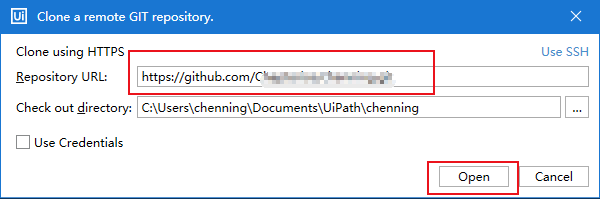 Ui Clone a remote GIT repository.
Clone using HTTPS Use SSH
Repository URL: https://github.com/
Check out directory: C:\Users\chenning\Documents\UiPath\chenning ...
Use Credentials
Open Cancel